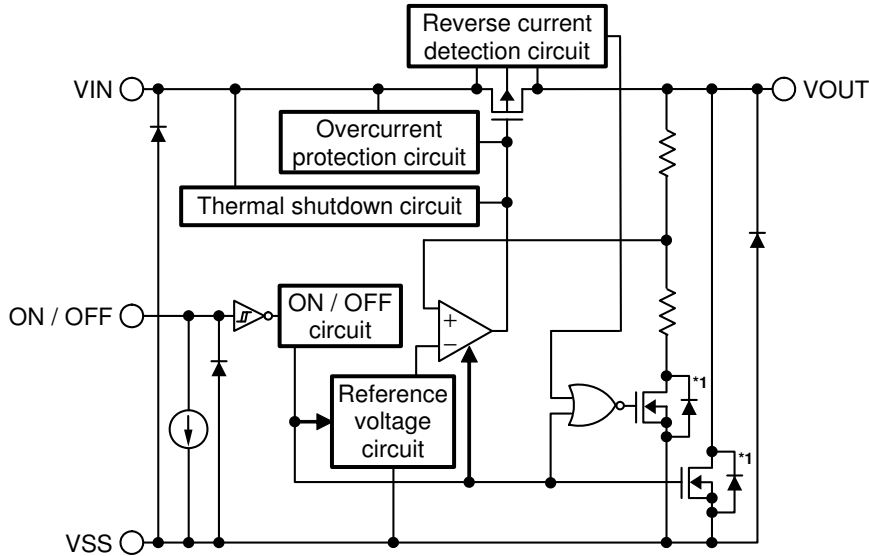 Reverse current
detection circuit
VIN
VOUT
Overcurrent
protection circuit
Thermal shutdown circuit
ON / OFF
ON / OFF
circuit
+
−
Reference
voltage
circuit
*1
*1
VSS